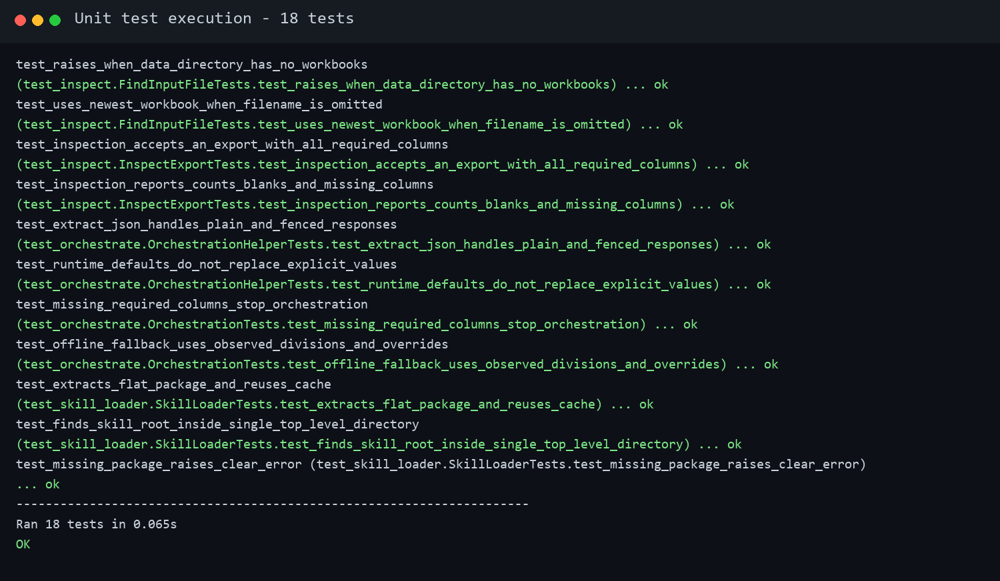 Unit test execution - 18 tests
test_raises_when_data_directory_has_no_workbooks
(test_inspect.FindInputFileTests.test_raises_when_data_directory_has_no_workbooks) ... ok
test_uses_newest_workbook_when_filename_is_omitted
(test_inspect.FindInputFileTests.test_uses_newest_workbook_when_filename_is_omitted) ... ok
test_inspection_accepts_an_export_with_all_required_columns
(test_inspect.InspectExportTests.test_inspection_accepts_an_export_with_all_required_columns) ... ok
test_inspection_reports_counts_blanks_and_missing_columns
(test_inspect.InspectExportTests.test_inspection_reports_counts_blanks_and_missing_columns) ... ok
test_extract_json_handles_plain_and_fenced_responses
(test_orchestrate.OrchestrationHelperTests.test_extract_json_handles_plain_and_fenced_responses) ... ok
test_runtime_defaults_do_not_replace_explicit_values
(test_orchestrate.OrchestrationHelperTests.test_runtime_defaults_do_not_replace_explicit_values) ... ok
test_missing_required_columns_stop_orchestration
(test_orchestrate.OrchestrationTests.test_missing_required_columns_stop_orchestration) ... ok
test_offline_fallback_uses_observed_divisions_and_overrides
(test_orchestrate.OrchestrationTests.test_offline_fallback_uses_observed_divisions_and_overrides) ... ok
test_extracts_flat_package_and_reuses_cache
(test_skill_loader.SkillLoaderTests.test_extracts_flat_package_and_reuses_cache) ... ok
test_finds_skill_root_inside_single_top_level_directory
(test_skill_loader.SkillLoaderTests.test_finds_skill_root_inside_single_top_level_directory) ... ok
test_missing_package_raises_clear_error (test_skill_loader.SkillLoaderTests.test_missing_package_raises_clear_error)
... ok
----------------------------------------------------------------------
Ran 18 tests in 0.065s
OK